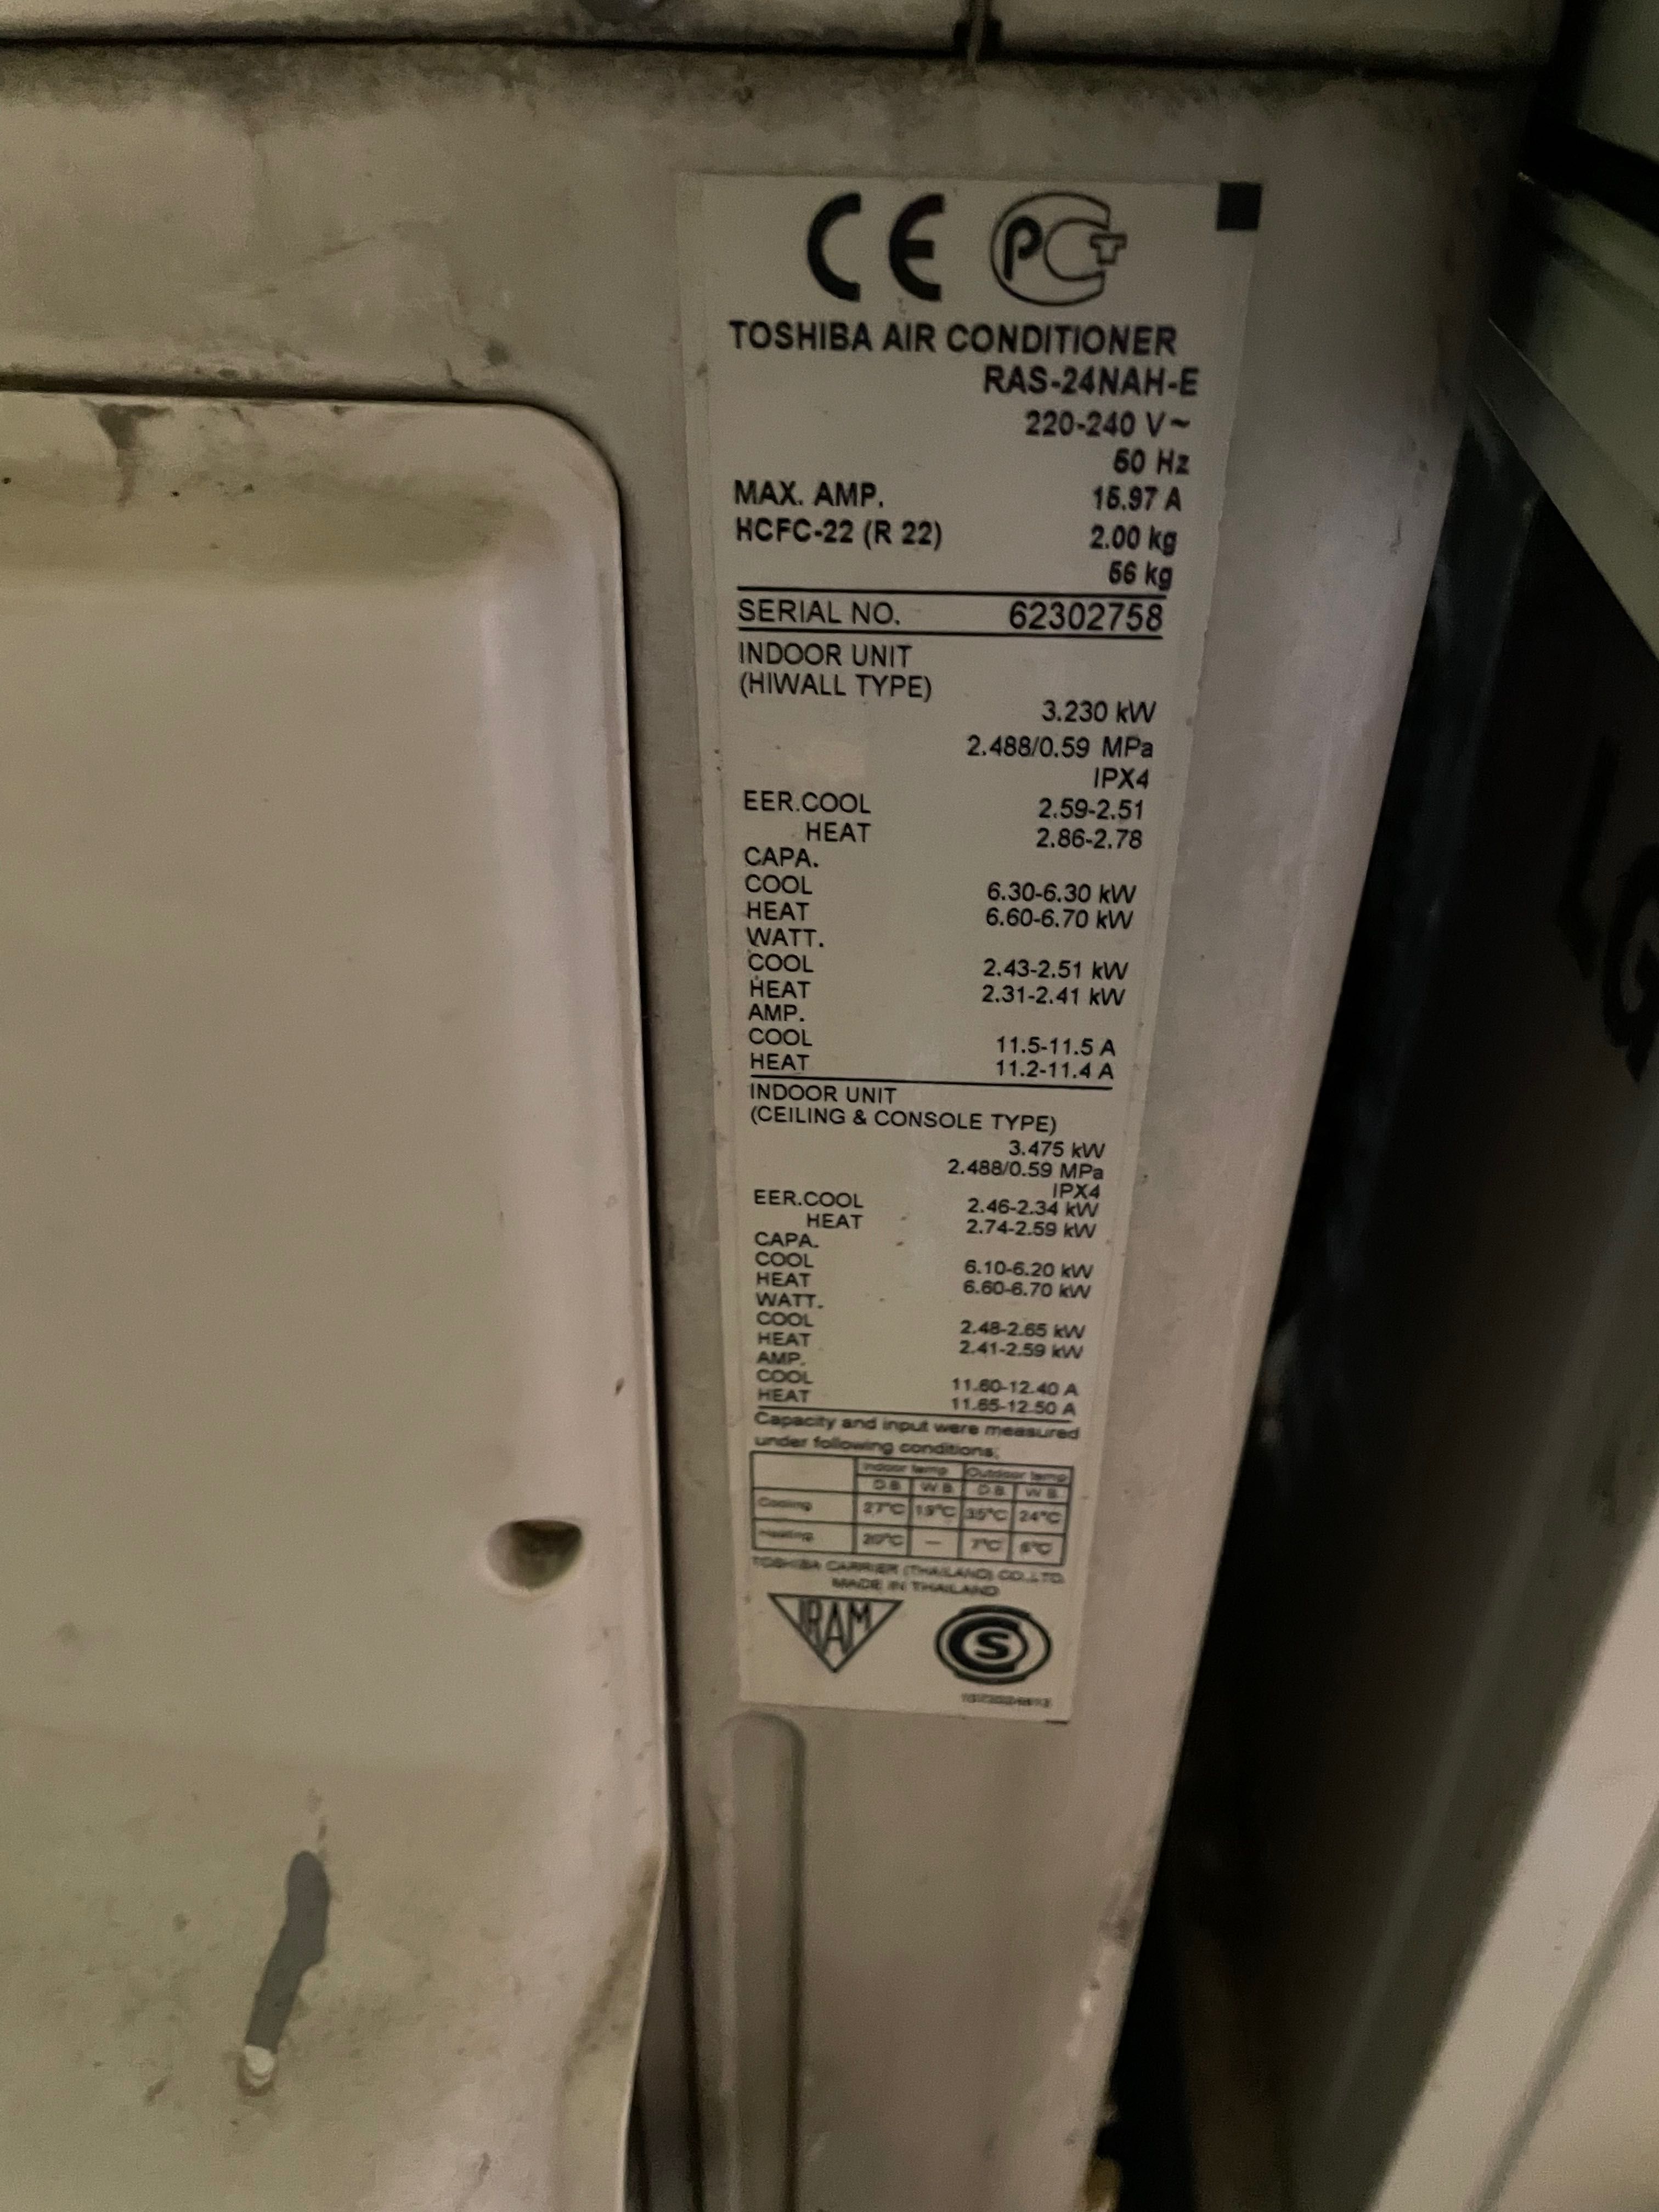 CE PCT
TOSHIBA AIR CONDITIONER
RAS-24NAH-E
220-240 V~
50 Hz
MAX. AMP. 15.97 A
HCFC-22 (R 22) 2.00 kg
56 kg
SERIAL NO. 62302758
INDOOR UNIT
(HIWALL TYPE)
3.230 kW
2.488/0.59 MPa
IPX4
EER.COOL 2.59-2.51
HEAT 2.86-2.78
CAPA.
COOL 6.30-6.30 kW
HEAT 6.60-6.70 kW
WATT.
COOL 2.43-2.51 kW
HEAT 2.31-2.41 kW
AMP.
COOL 11.5-11.5 A
HEAT 11.2-11.4 A
INDOOR UNIT
(CEILING & CONSOLE TYPE)
3.475 kW
2.488/0.59 MPa
IPX4
EER.COOL 2.46-2.34 kW
HEAT 2.74-2.59 kW
CAPA.
COOL 6.10-6.20 kW
HEAT 6.60-6.70 kW
WATT.
COOL 2.48-2.65 kW
HEAT 2.41-2.59 kW
AMP.
COOL 11.60-12.40 A
HEAT 11.65-12.50 A
Capacity and input were measured
under following conditions;
Indoor temp Outdoor temp
D.B. W.B. D.B. W.B.
Cooling 27°C 19°C 35°C 24°C
Heating 20°C — 7°C 6°C
TOSHIBA CARRIER (THAILAND) CO.,LTD.
MADE IN THAILAND
IRAM S
LG